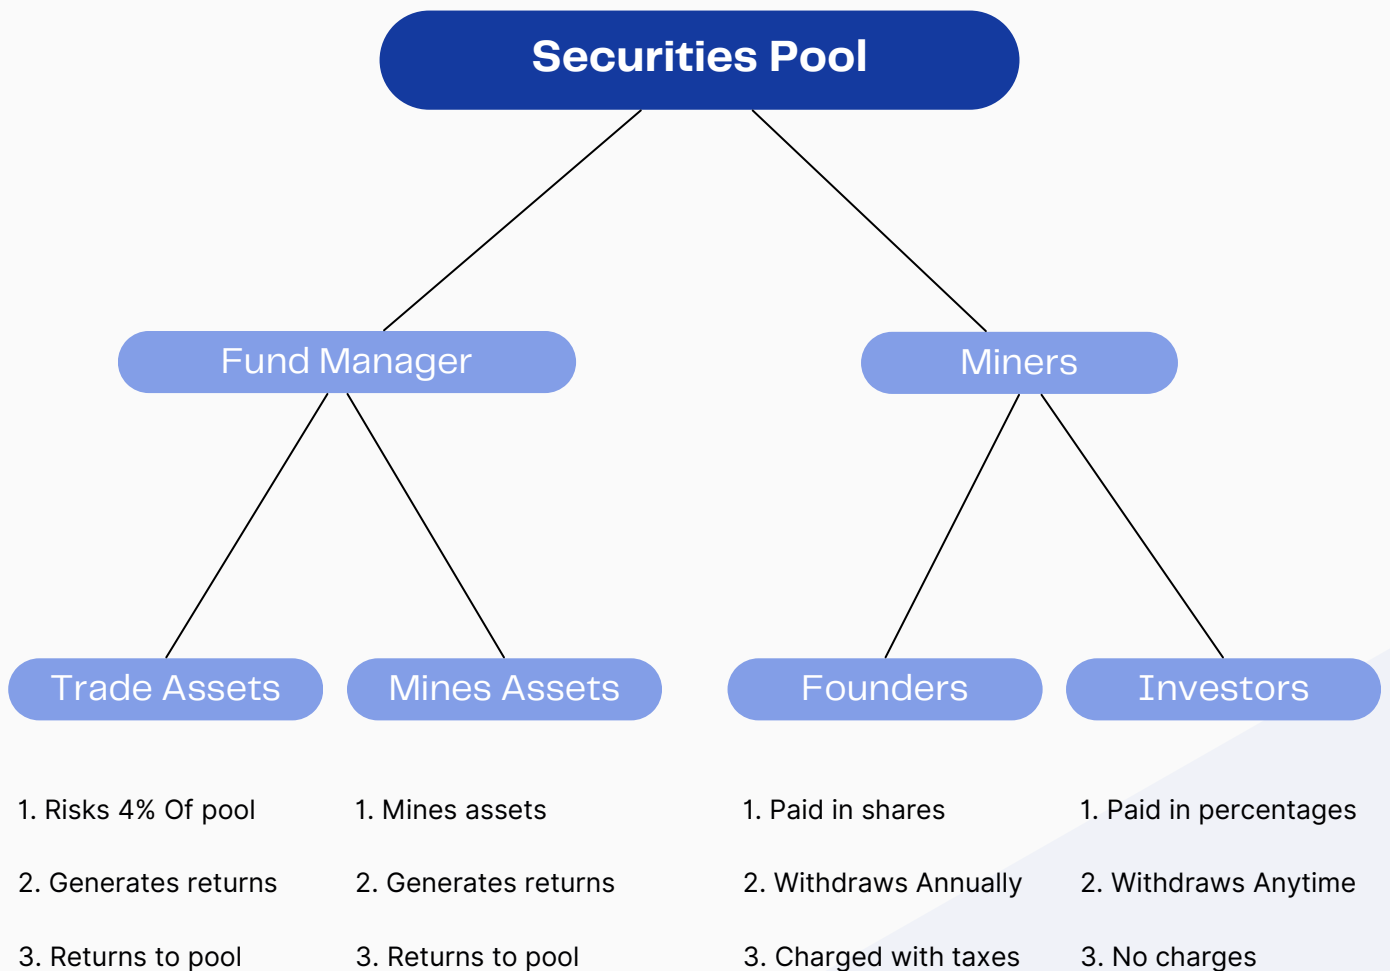 Securities Pool
Fund Manager
Miners
Trade Assets
Mines Assets
Founders
Investors
1. Risks 4% Of pool
2. Generates returns
3. Returns to pool
1. Mines assets
2. Generates returns
3. Returns to pool
1. Paid in shares
2. Withdraws Annually
3. Charged with taxes
1. Paid in percentages
2. Withdraws Anytime
3. No charges